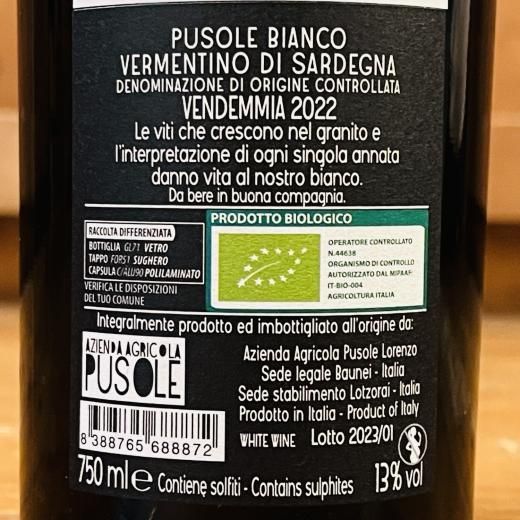 PUSOLE BIANCO
VERMENTINO DI SARDEGNA
DENOMINAZIONE DI ORIGINE CONTROLLATA
VENDEMMIA 2022
Le viti che crescono nel granito e
l'interpretazione di ogni singola annata
danno vita al nostro bianco.
Da bere in buona compagnia.
RACCOLTA DIFFERENZIATA
BOTTIGLIA GL71 VETRO
TAPPO FOR51 SUGHERO
CAPSULA C/ALU90 POLILAMINATO
VERIFICA LE DISPOSIZIONI
DEL TUO COMUNE
PRODOTTO BIOLOGICO
OPERATORE CONTROLLATO
N.44638
ORGANISMO DI CONTROLLO
AUTORIZZATO DAL MIPAAF:
IT-BIO-004
AGRICOLTURA ITALIA
Integralmente prodotto ed imbottigliato all'origine da:
AZIENDA AGRICOLA
PUSOLE
Azienda Agricola Pusole Lorenzo
Sede legale Baunei - Italia
Sede stabilimento Lotzorai - Italia
Prodotto in Italia - Product of Italy
8 388765 688872
WHITE WINE Lotto 2023/01
750 ml e Contiene solfiti - Contains sulphites 13% vol